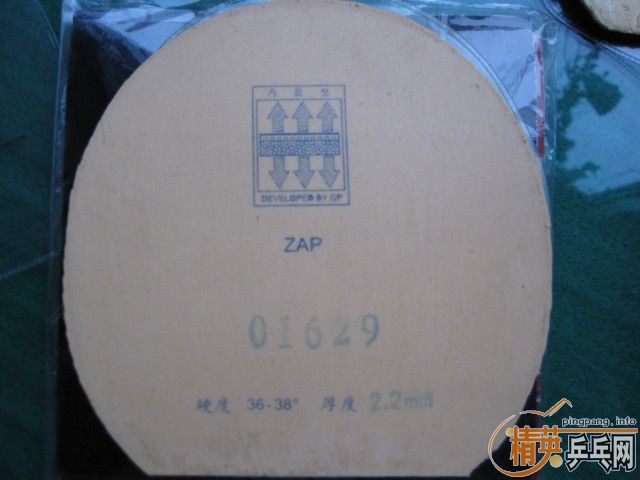 内能型
DEVELOPED BY GP
ZAP
01629
硬度 36-38° 厚度 2.2mm
pingpang.info
精英乒乓网